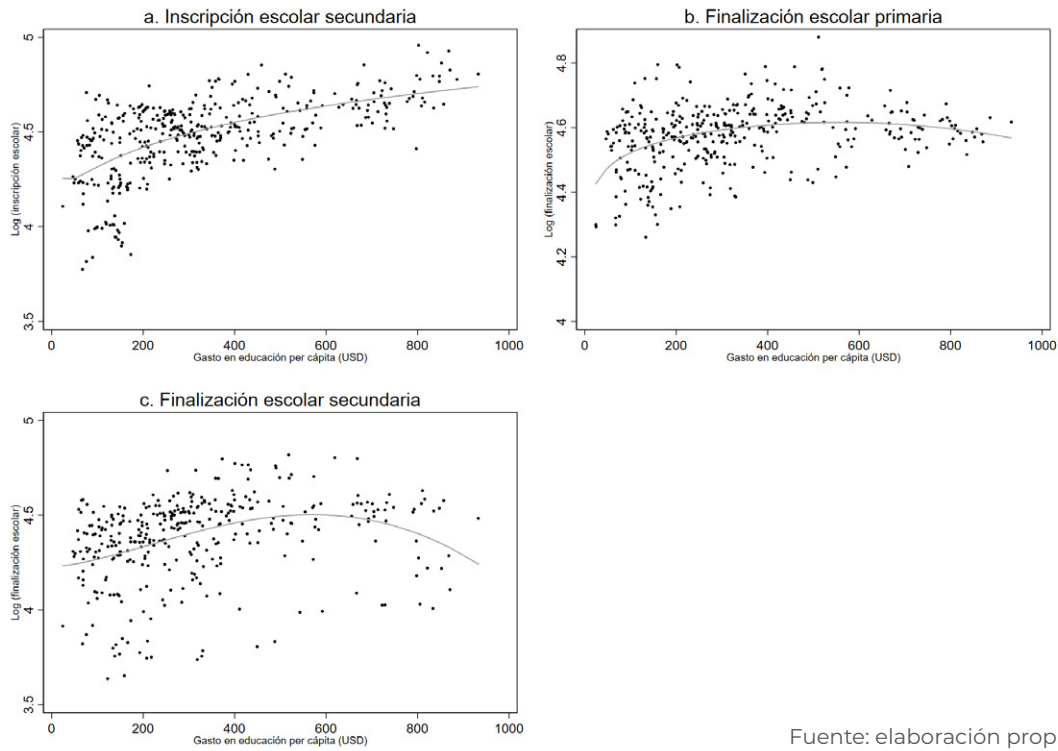 a. Inscripción escolar secundaria
Log (inscripción escolar)
5
4.5
4
3.5
0 200 400 600 800 1000
Gasto en educación per cápita (USD)
b. Finalización escolar primaria
Log (finalización escolar)
4.8
4.6
4.4
4.2
4
0 200 400 600 800 1000
Gasto en educación per cápita (USD)
c. Finalización escolar secundaria
Log (finalización escolar)
5
4.5
4
3.5
0 200 400 600 800 1000
Gasto en educación per cápita (USD)
Fuente: elaboración prop